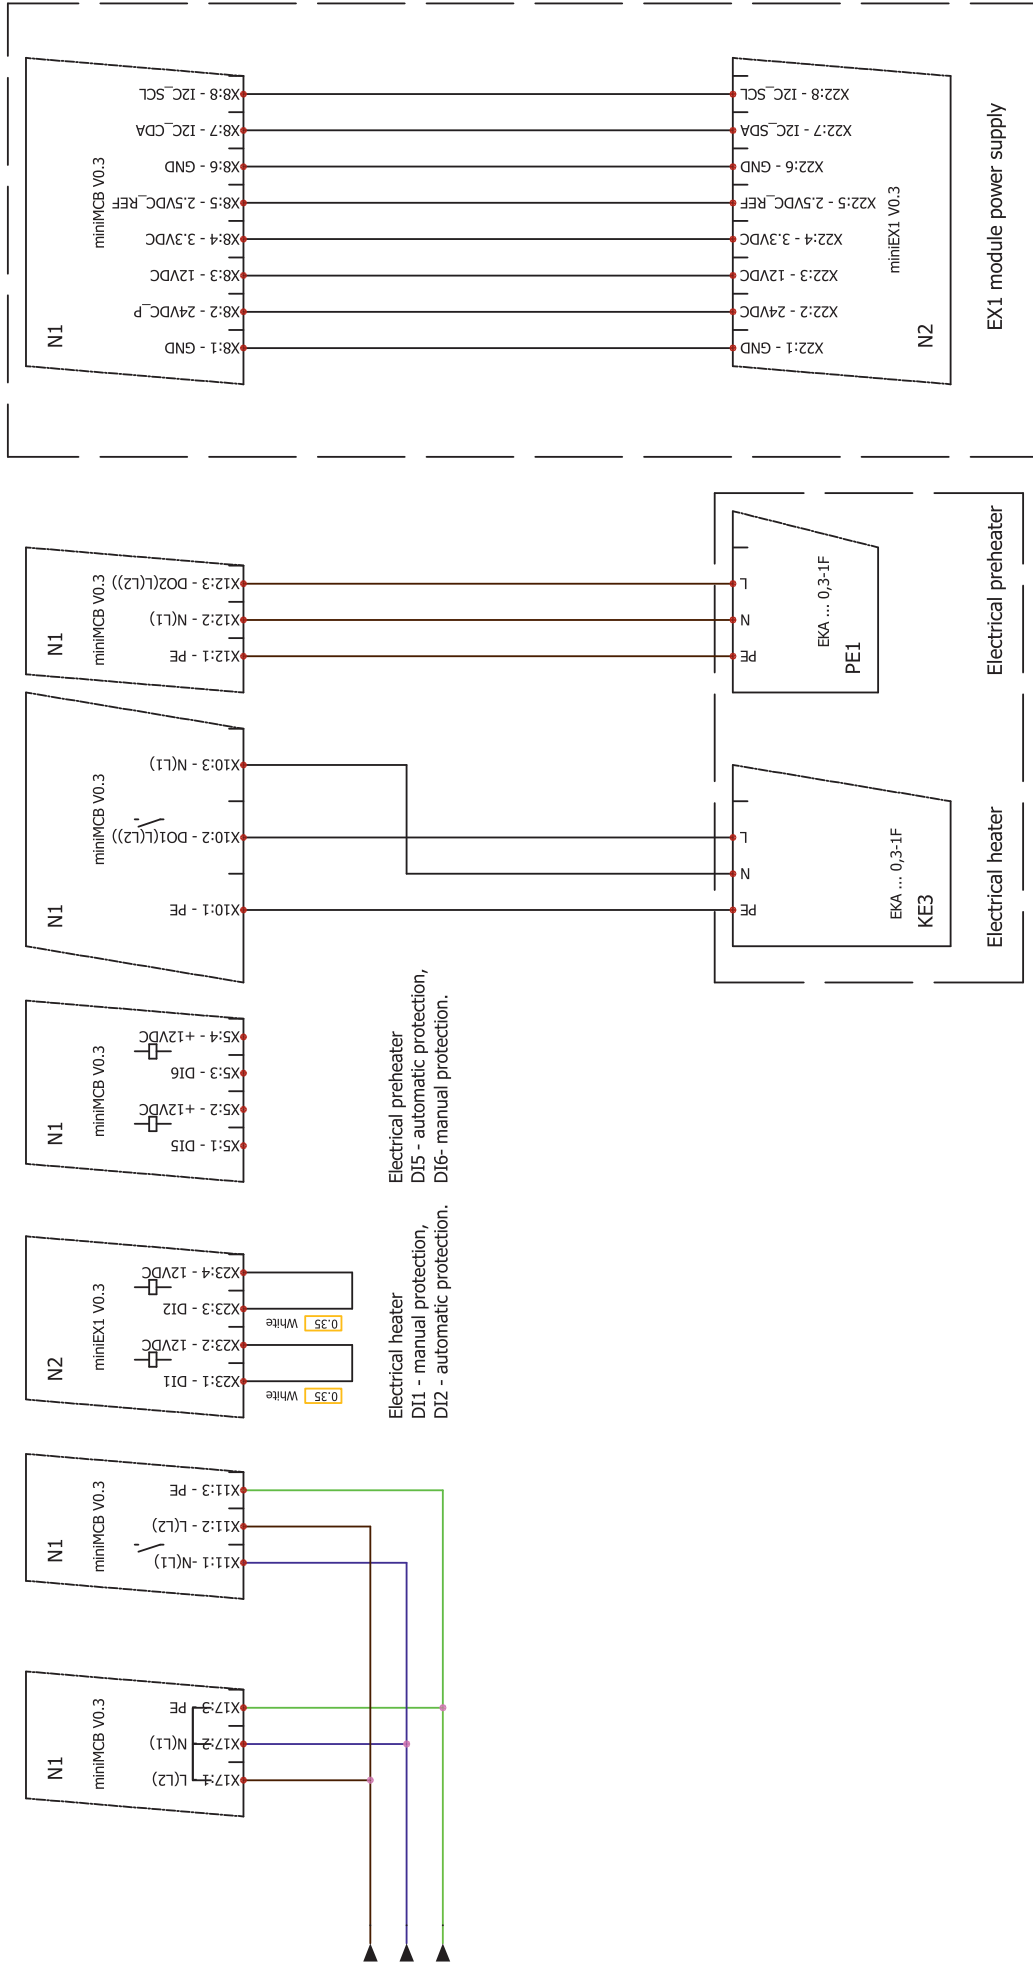 N1
miniMCB V0.3
X8:8 - I2C_SCL
X8:7 - I2C_CDA
X8:6 - GND
X8:5 - 2.5VDC_REF
X8:4 - 3.3VDC
X8:3 - 12VDC
X8:2 - 24VDC_P
X8:1 - GND
X22:8 - I2C_SCL
X22:7 - I2C_SDA
X22:6 - GND
X22:5 - 2.5VDC_REF
X22:4 - 3.3VDC
X22:3 - 12VDC
X22:2 - 24VDC
X22:1 - GND
miniEX1 V0.3
N2
EX1 module power supply
N1
miniMCB V0.3
X12:3 - DO2(L(L2))
X12:2 - N(L1)
X12:1 - PE
L
N
PE
EKA ... 0,3-1F
PE1
Electrical preheater
N1
miniMCB V0.3
X10:3 - N(L1)
X10:2 - DO1(L(L2))
X10:1 - PE
L
N
PE
EKA ... 0,3-1F
KE3
Electrical heater
N1
miniMCB V0.3
X5:4 - +12VDC
X5:3 - DI6
X5:2 - +12VDC
X5:1 - DI5
Electrical preheater
DI5 - automatic protection,
DI6- manual protection.
N2
miniEX1 V0.3
X23:4 - 12VDC
X23:3 - DI2
X23:2 - 12VDC
X23:1 - DI1
0.35 White
0.35 White
Electrical heater
DI1 - manual protection,
DI2 - automatic protection.
N1
miniMCB V0.3
X11:3 - PE
X11:2 - L(L2)
X11:1 -N(L1)
N1
miniMCB V0.3
X17:3 - PE
X17:2 - N(L1)
X17:1 - L(L2)